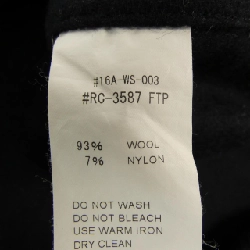 #16A-WS-003
#RG-3587 FTP
93% WOOL
7% NYLON
DO NOT WASH
DO NOT BLEACH
USE WARM IRON
DRY CLEAN